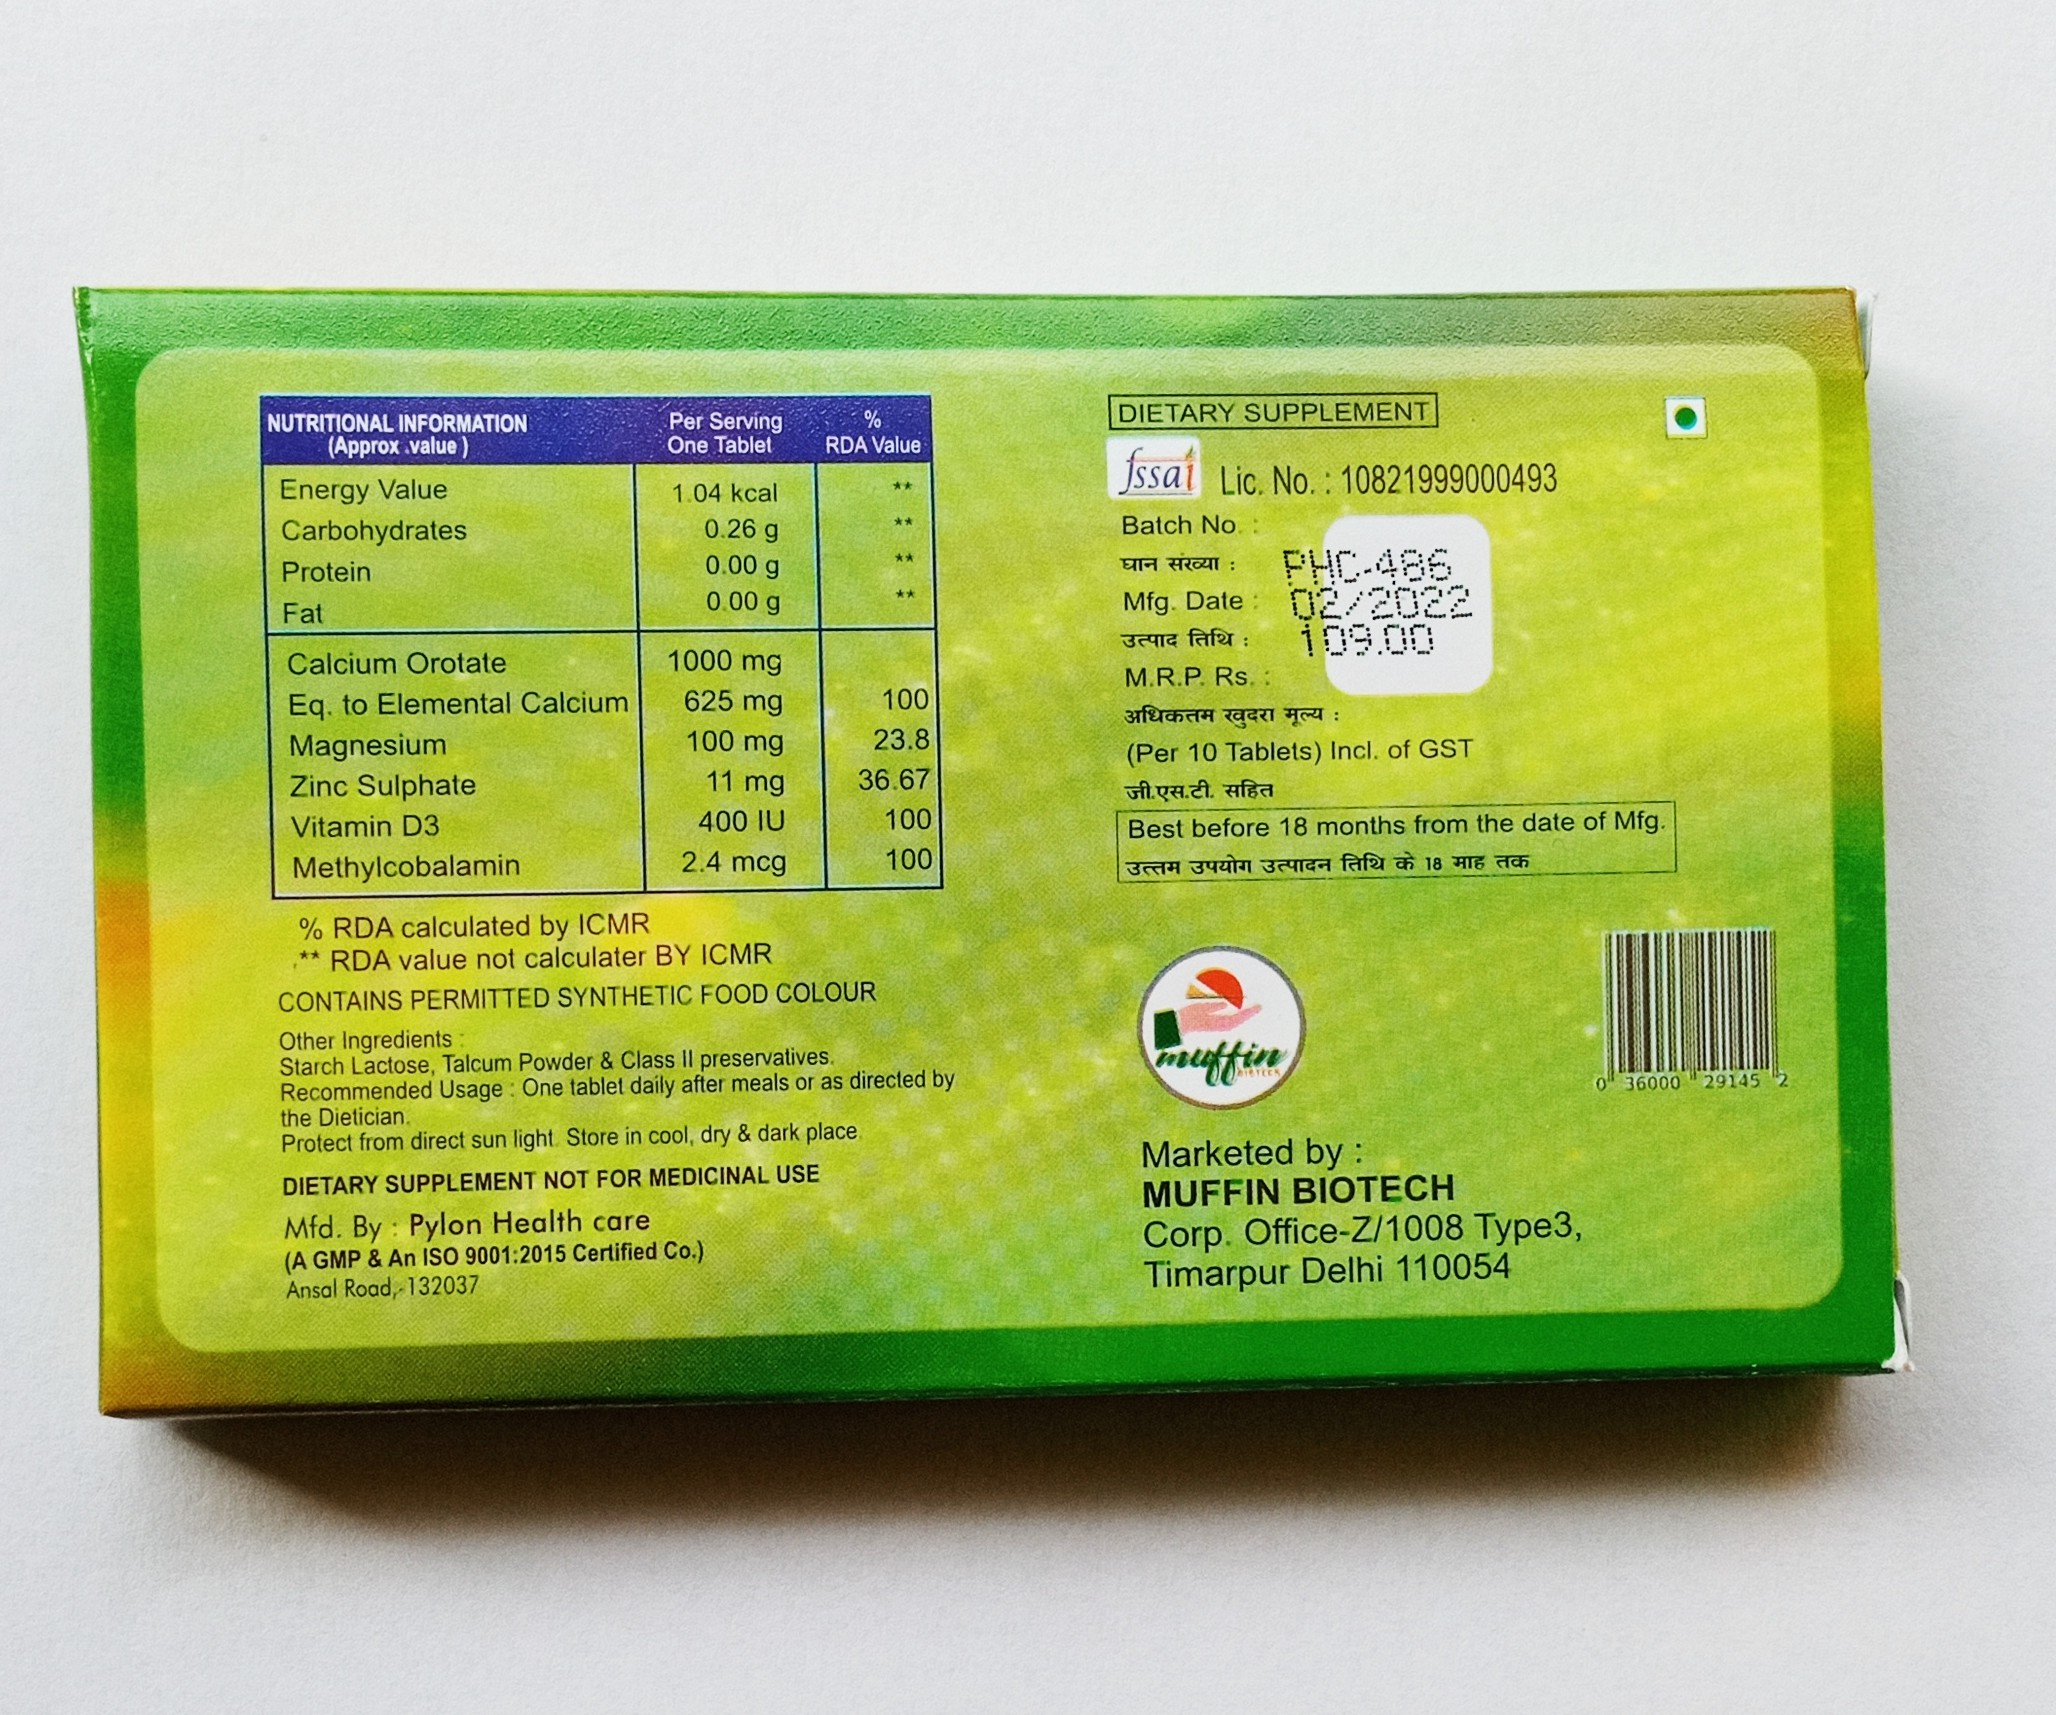 NUTRITIONAL INFORMATION Per Serving %
(Approx .value ) One Tablet RDA Value
Energy Value 1.04 kcal **
Carbohydrates 0.26 g **
Protein 0.00 g **
Fat 0.00 g **
Calcium Orotate 1000 mg
Eq. to Elemental Calcium 625 mg 100
Magnesium 100 mg 23.8
Zinc Sulphate 11 mg 36.67
Vitamin D3 400 IU 100
Methylcobalamin 2.4 mcg 100
% RDA calculated by ICMR
** RDA value not calculater BY ICMR
CONTAINS PERMITTED SYNTHETIC FOOD COLOUR
Other Ingredients :
Starch Lactose, Talcum Powder & Class II preservatives.
Recommended Usage : One tablet daily after meals or as directed by
the Dietician.
Protect from direct sun light. Store in cool, dry & dark place.
DIETARY SUPPLEMENT NOT FOR MEDICINAL USE
Mfd. By : Pylon Health care
(A GMP & An ISO 9001:2015 Certified Co.)
Ansal Road,-132037
DIETARY SUPPLEMENT
fssai Lic. No. : 10821999000493
Batch No. :
घान संख्या : PHC-486
Mfg. Date : 02/2022
उत्पाद तिथि : 109.00
M.R.P. Rs. :
अधिकत्तम खुदरा मूल्य :
(Per 10 Tablets) Incl. of GST
जी.एस.टी. सहित
Best before 18 months from the date of Mfg.
उत्तम उपयोग उत्पादन तिथि के 18 माह तक
muffin
BIOTECH
0 36000 29145 2
Marketed by :
MUFFIN BIOTECH
Corp. Office-Z/1008 Type3,
Timarpur Delhi 110054